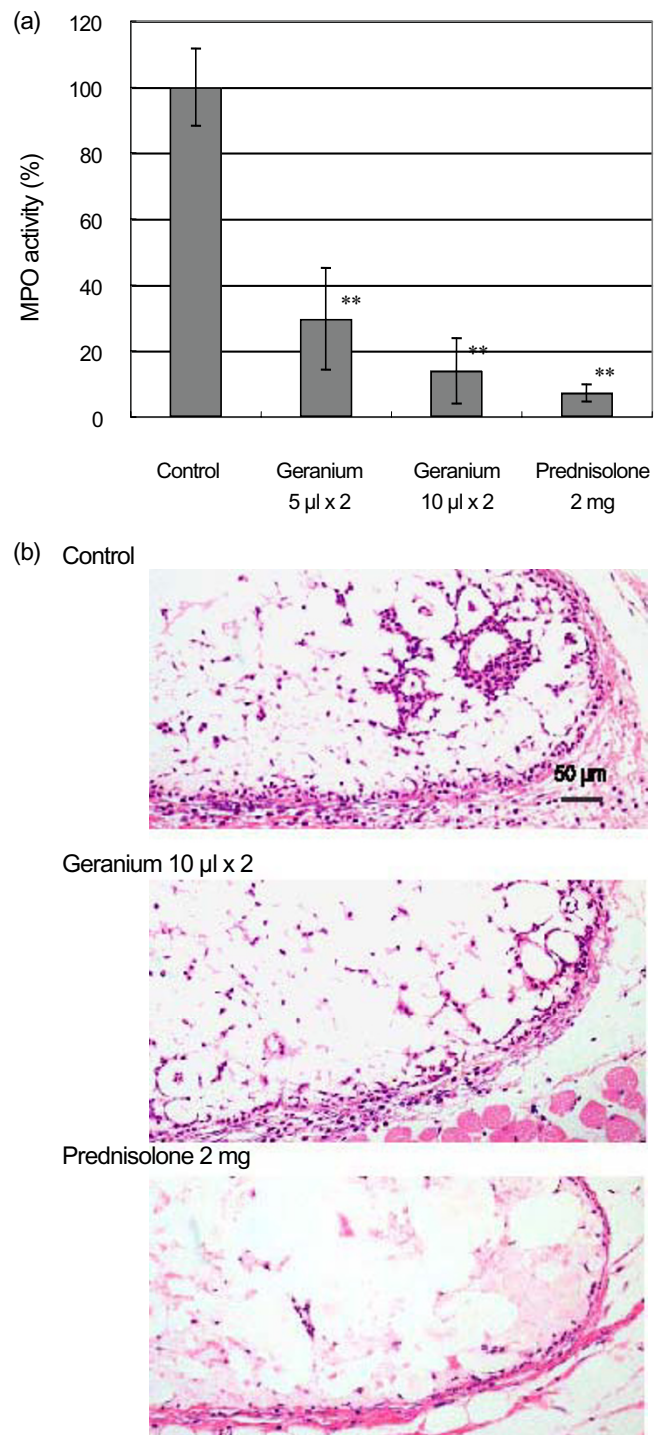 (a)
120
100
80
60
40
20
0
MPO activity (%)
**
**
**
Control
Geranium
5 µl x 2
Geranium
10 µl x 2
Prednisolone
2 mg
(b)
Control
50 µm
Geranium 10 µl x 2
Prednisolone 2 mg